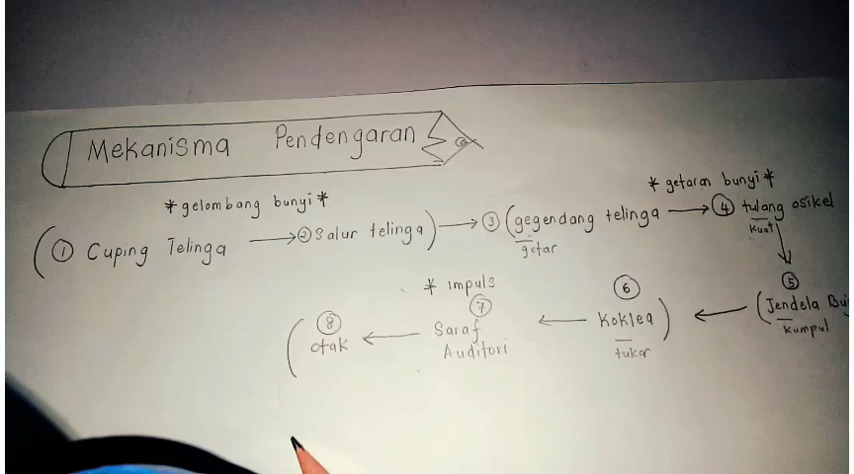 Mekanisma Pendengaran
* gelombang bunyi *
* getaran bunyi *
(① Cuping Telinga → ② Salur telinga) → ③ (gegendang telinga → ④ tulang osikel
getar
kuat
* impuls
⑤
(Jendela
kumpul
⑥
Koklea)
tukar
⑦
Saraf
Auditori
⑧
(otak